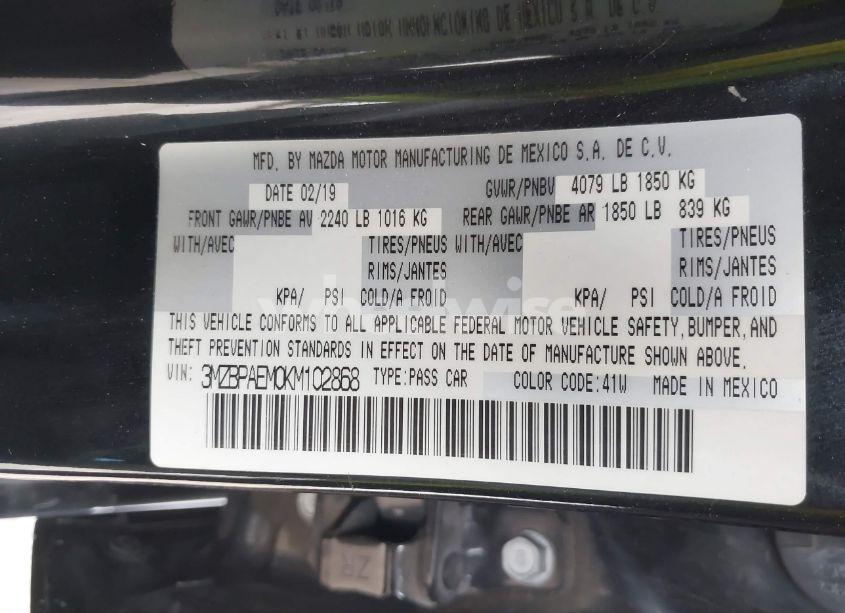 MFD. BY MAZDA MOTOR MANUFACTURING DE MEXICO S.A. DE C.V.
DATE 02/19 GVWR/PNBV 4079 LB 1850 KG
FRONT GAWR/PNBE AV 2240 LB 1016 KG REAR GAWR/PNBE AR 1850 LB 839 KG
WITH/AVEC TIRES/PNEUS WITH/AVEC TIRES/PNEUS
RIMS/JANTES RIMS/JANTES
KPA/ PSI COLD/A FROID KPA/ PSI COLD/A FROID
THIS VEHICLE CONFORMS TO ALL APPLICABLE FEDERAL MOTOR VEHICLE SAFETY, BUMPER, AND
THEFT PREVENTION STANDARDS IN EFFECT ON THE DATE OF MANUFACTURE SHOWN ABOVE.
VIN: 3MZBPAEM0KM102868 TYPE:PASS CAR COLOR CODE:41W MADE IN MEXICO
ZR
8